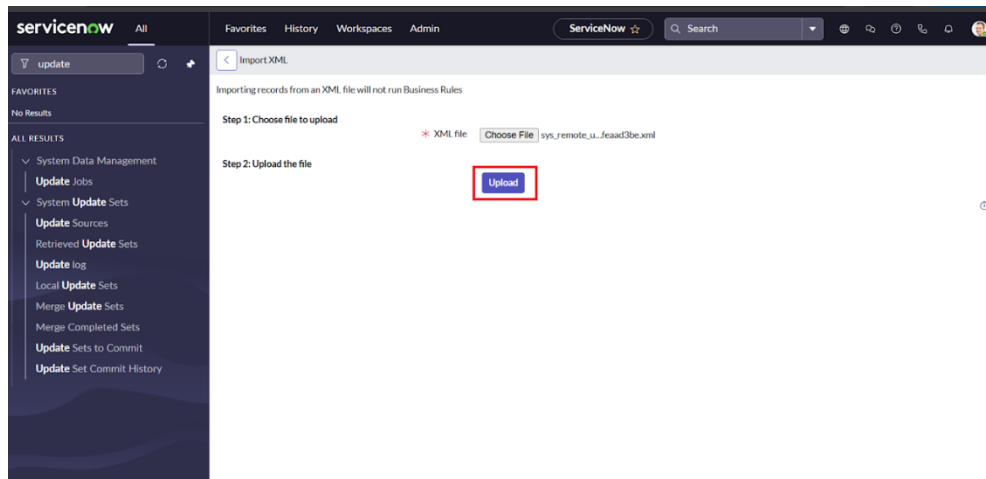 servicenow All Favorites History Workspaces Admin ServiceNow Search
update
Import XML
FAVORITES
Importing records from an XML file will not run Business Rules
No Results
Step 1: Choose file to upload
XML file Choose File sys_remote_u...feaad3be.xml
ALL RESULTS
System Data Management
Step 2: Upload the file
Update Jobs
Upload
System Update Sets
Update Sources
Retrieved Update Sets
Update log
Local Update Sets
Merge Update Sets
Merge Completed Sets
Update Sets to Commit
Update Set Commit History